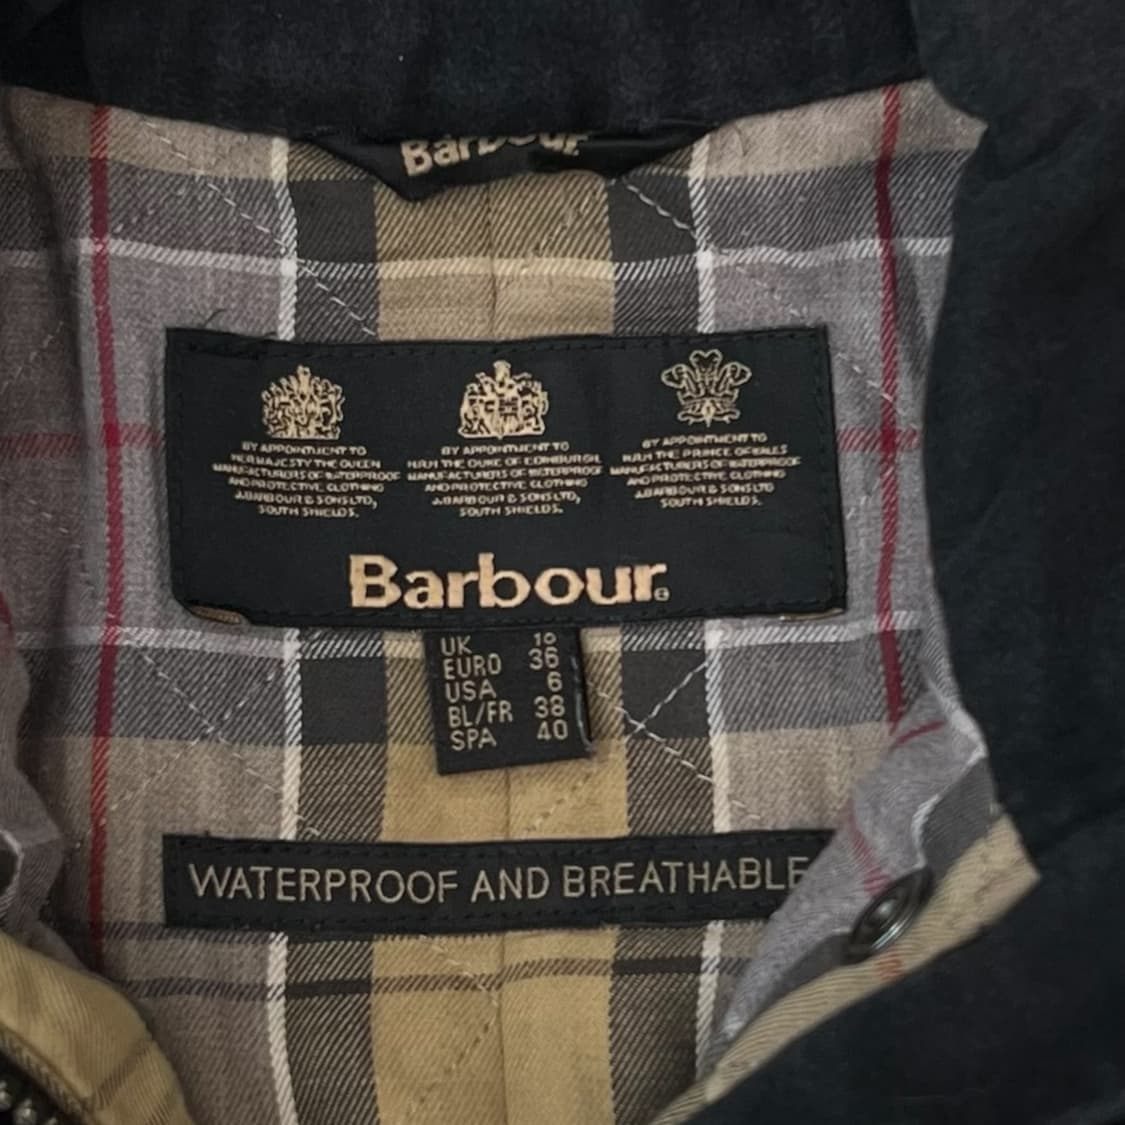 Barbour
BY APPOINTMENT TO
HER MAJESTY THE QUEEN
MANUFACTURERS OF WATERPROOF
AND PROTECTIVE CLOTHING
J.BARBOUR & SONS LTD,
SOUTH SHIELDS.
BY APPOINTMENT TO
H.R.H THE DUKE OF EDINBURGH
MANUFACTURERS OF WATERPROOF
AND PROTECTIVE CLOTHING
J.BARBOUR & SONS LTD,
SOUTH SHIELDS.
BY APPOINTMENT TO
H.R.H THE PRINCE OF WALES
MANUFACTURERS OF WATERPROOF
AND PROTECTIVE CLOTHING
J.BARBOUR & SONS LTD
SOUTH SHIELDS.
Barbour®
UK
EURO 36
USA 6
BL/FR 38
SPA 40
WATERPROOF AND BREATHABLE